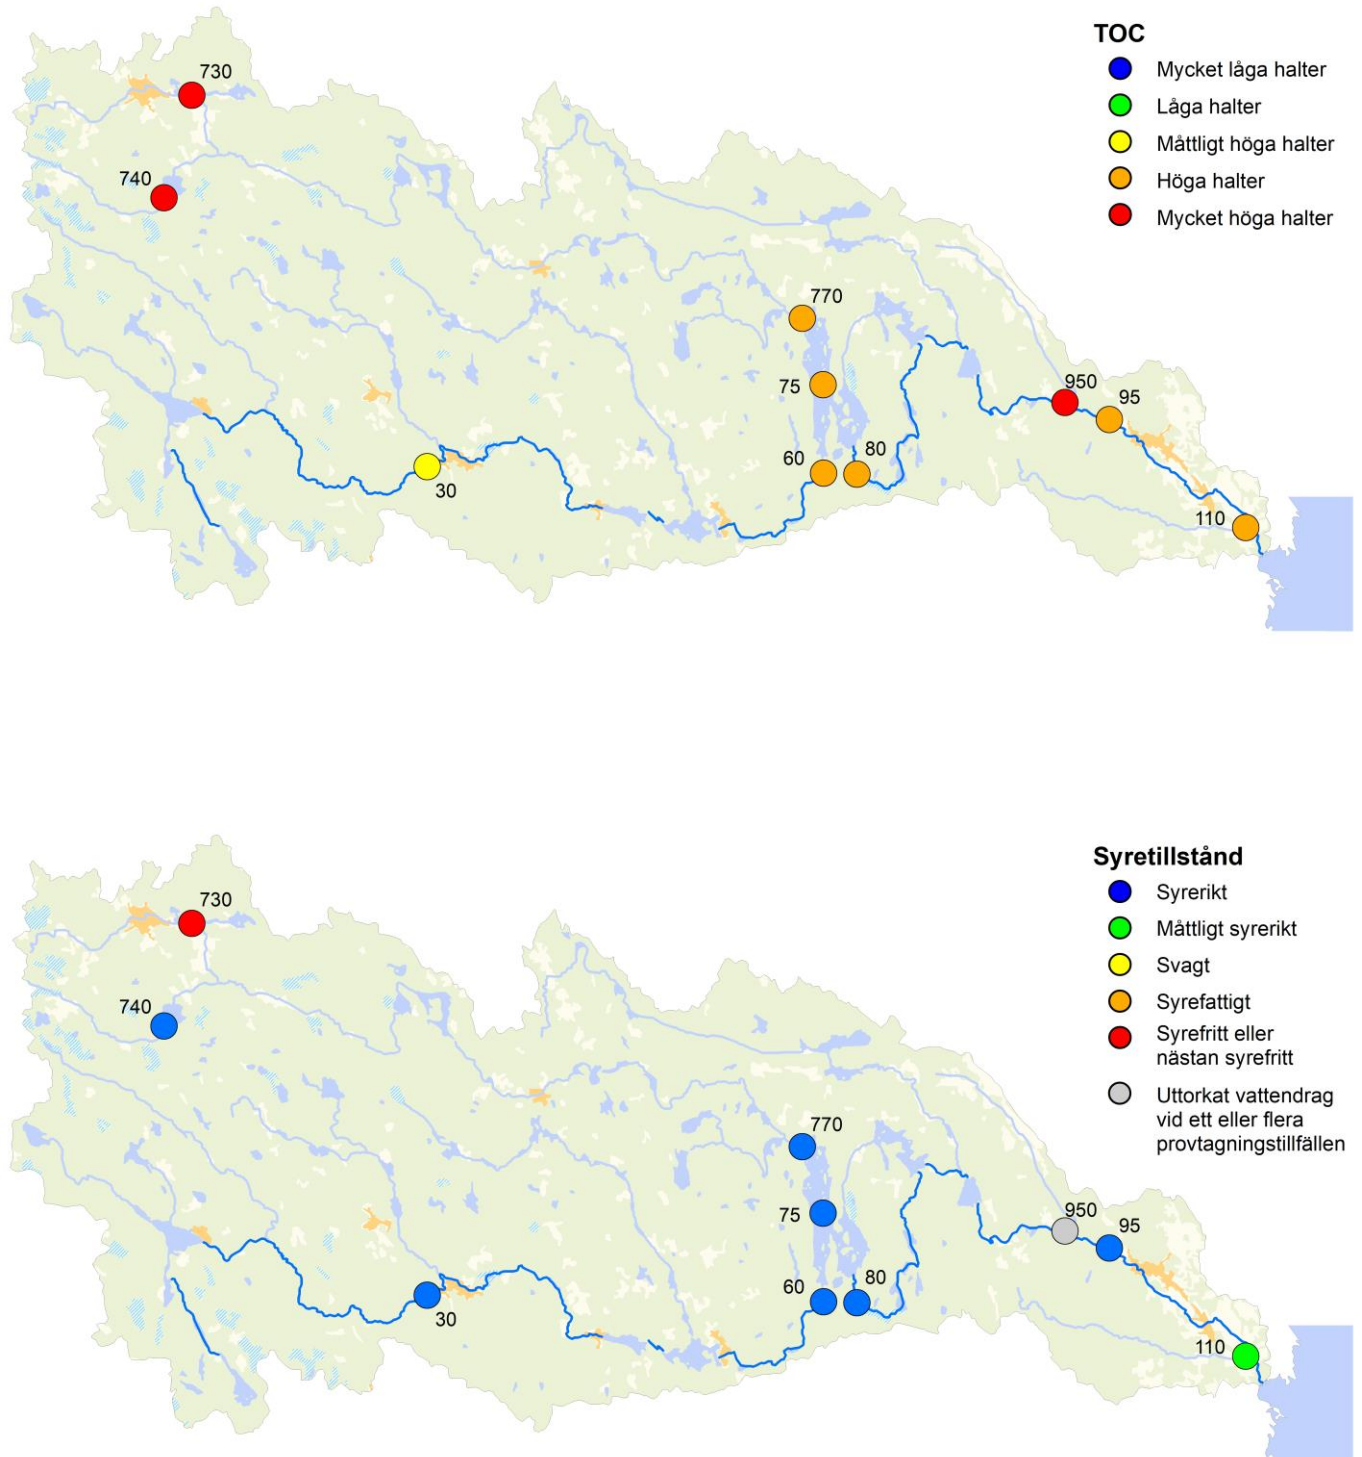 TOC
Mycket låga halter
Låga halter
Måttligt höga halter
Höga halter
Mycket höga halter
730
740
770
75
950
95
60
80
30
110
Syretillstånd
Syrerikt
Måttligt syrerikt
Svagt
Syrefattigt
Syrefritt eller
nästan syrefritt
Uttorkat vattendrag
vid ett eller flera
provtagningstillfällen
730
740
770
75
950
95
60
80
30
110